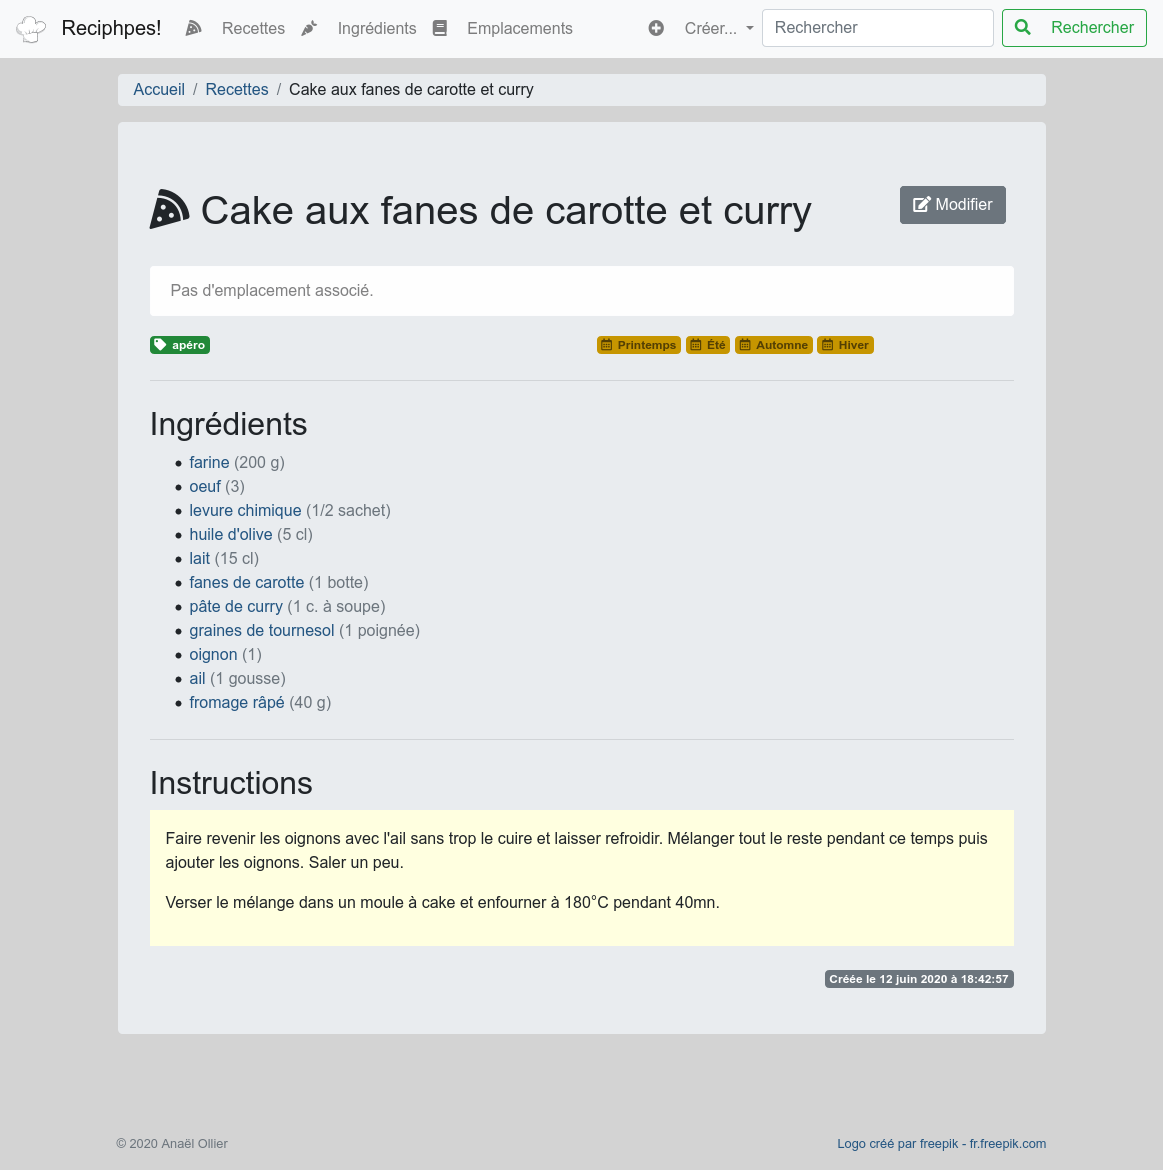 Reciphpes! Recettes Ingrédients Emplacements Créer... Rechercher Rechercher
Accueil / Recettes / Cake aux fanes de carotte et curry
Cake aux fanes de carotte et curry Modifier
Pas d'emplacement associé.
apéro Printemps Été Automne Hiver
Ingrédients
farine (200 g)
oeuf (3)
levure chimique (1/2 sachet)
huile d'olive (5 cl)
lait (15 cl)
fanes de carotte (1 botte)
pâte de curry (1 c. à soupe)
graines de tournesol (1 poignée)
oignon (1)
ail (1 gousse)
fromage râpé (40 g)
Instructions
Faire revenir les oignons avec l'ail sans trop le cuire et laisser refroidir. Mélanger tout le reste pendant ce temps puis
ajouter les oignons. Saler un peu.
Verser le mélange dans un moule à cake et enfourner à 180°C pendant 40mn.
Créée le 12 juin 2020 à 18:42:57
© 2020 Anaël Ollier Logo créé par freepik - fr.freepik.com